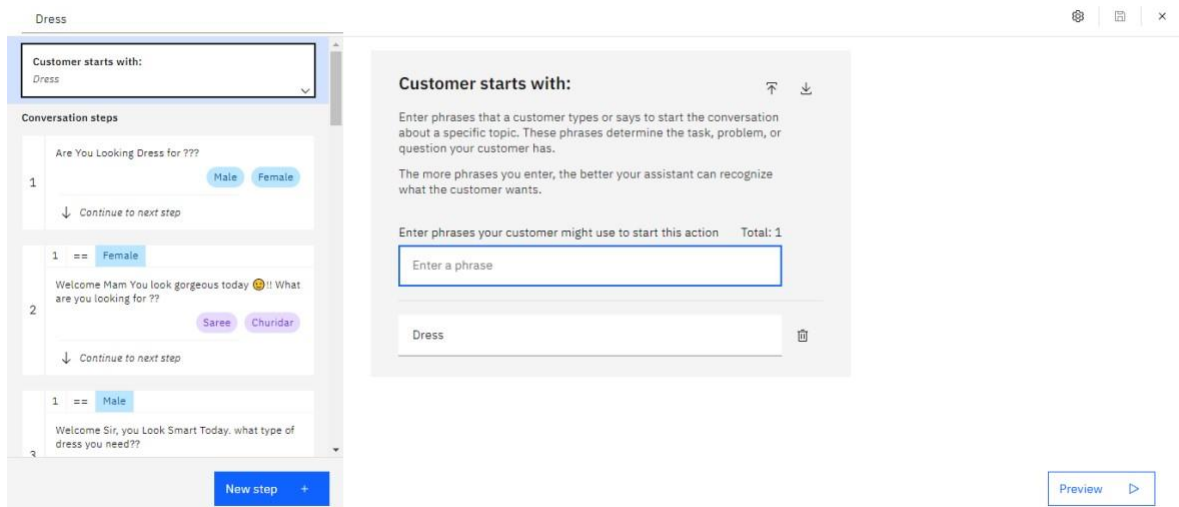 Dress
Customer starts with:
Dress
Conversation steps
Are You Looking Dress for ???
Male Female
1
Continue to next step
1 == Female
Welcome Mam You look gorgeous today 😉!! What
are you looking for ??
2
Saree Churidar
Continue to next step
1 == Male
Welcome Sir, you Look Smart Today. what type of
dress you need??
3
New step +
Customer starts with:
Enter phrases that a customer types or says to start the conversation
about a specific topic. These phrases determine the task, problem, or
question your customer has.
The more phrases you enter, the better your assistant can recognize
what the customer wants.
Enter phrases your customer might use to start this action Total: 1
Enter a phrase
Dress
Preview